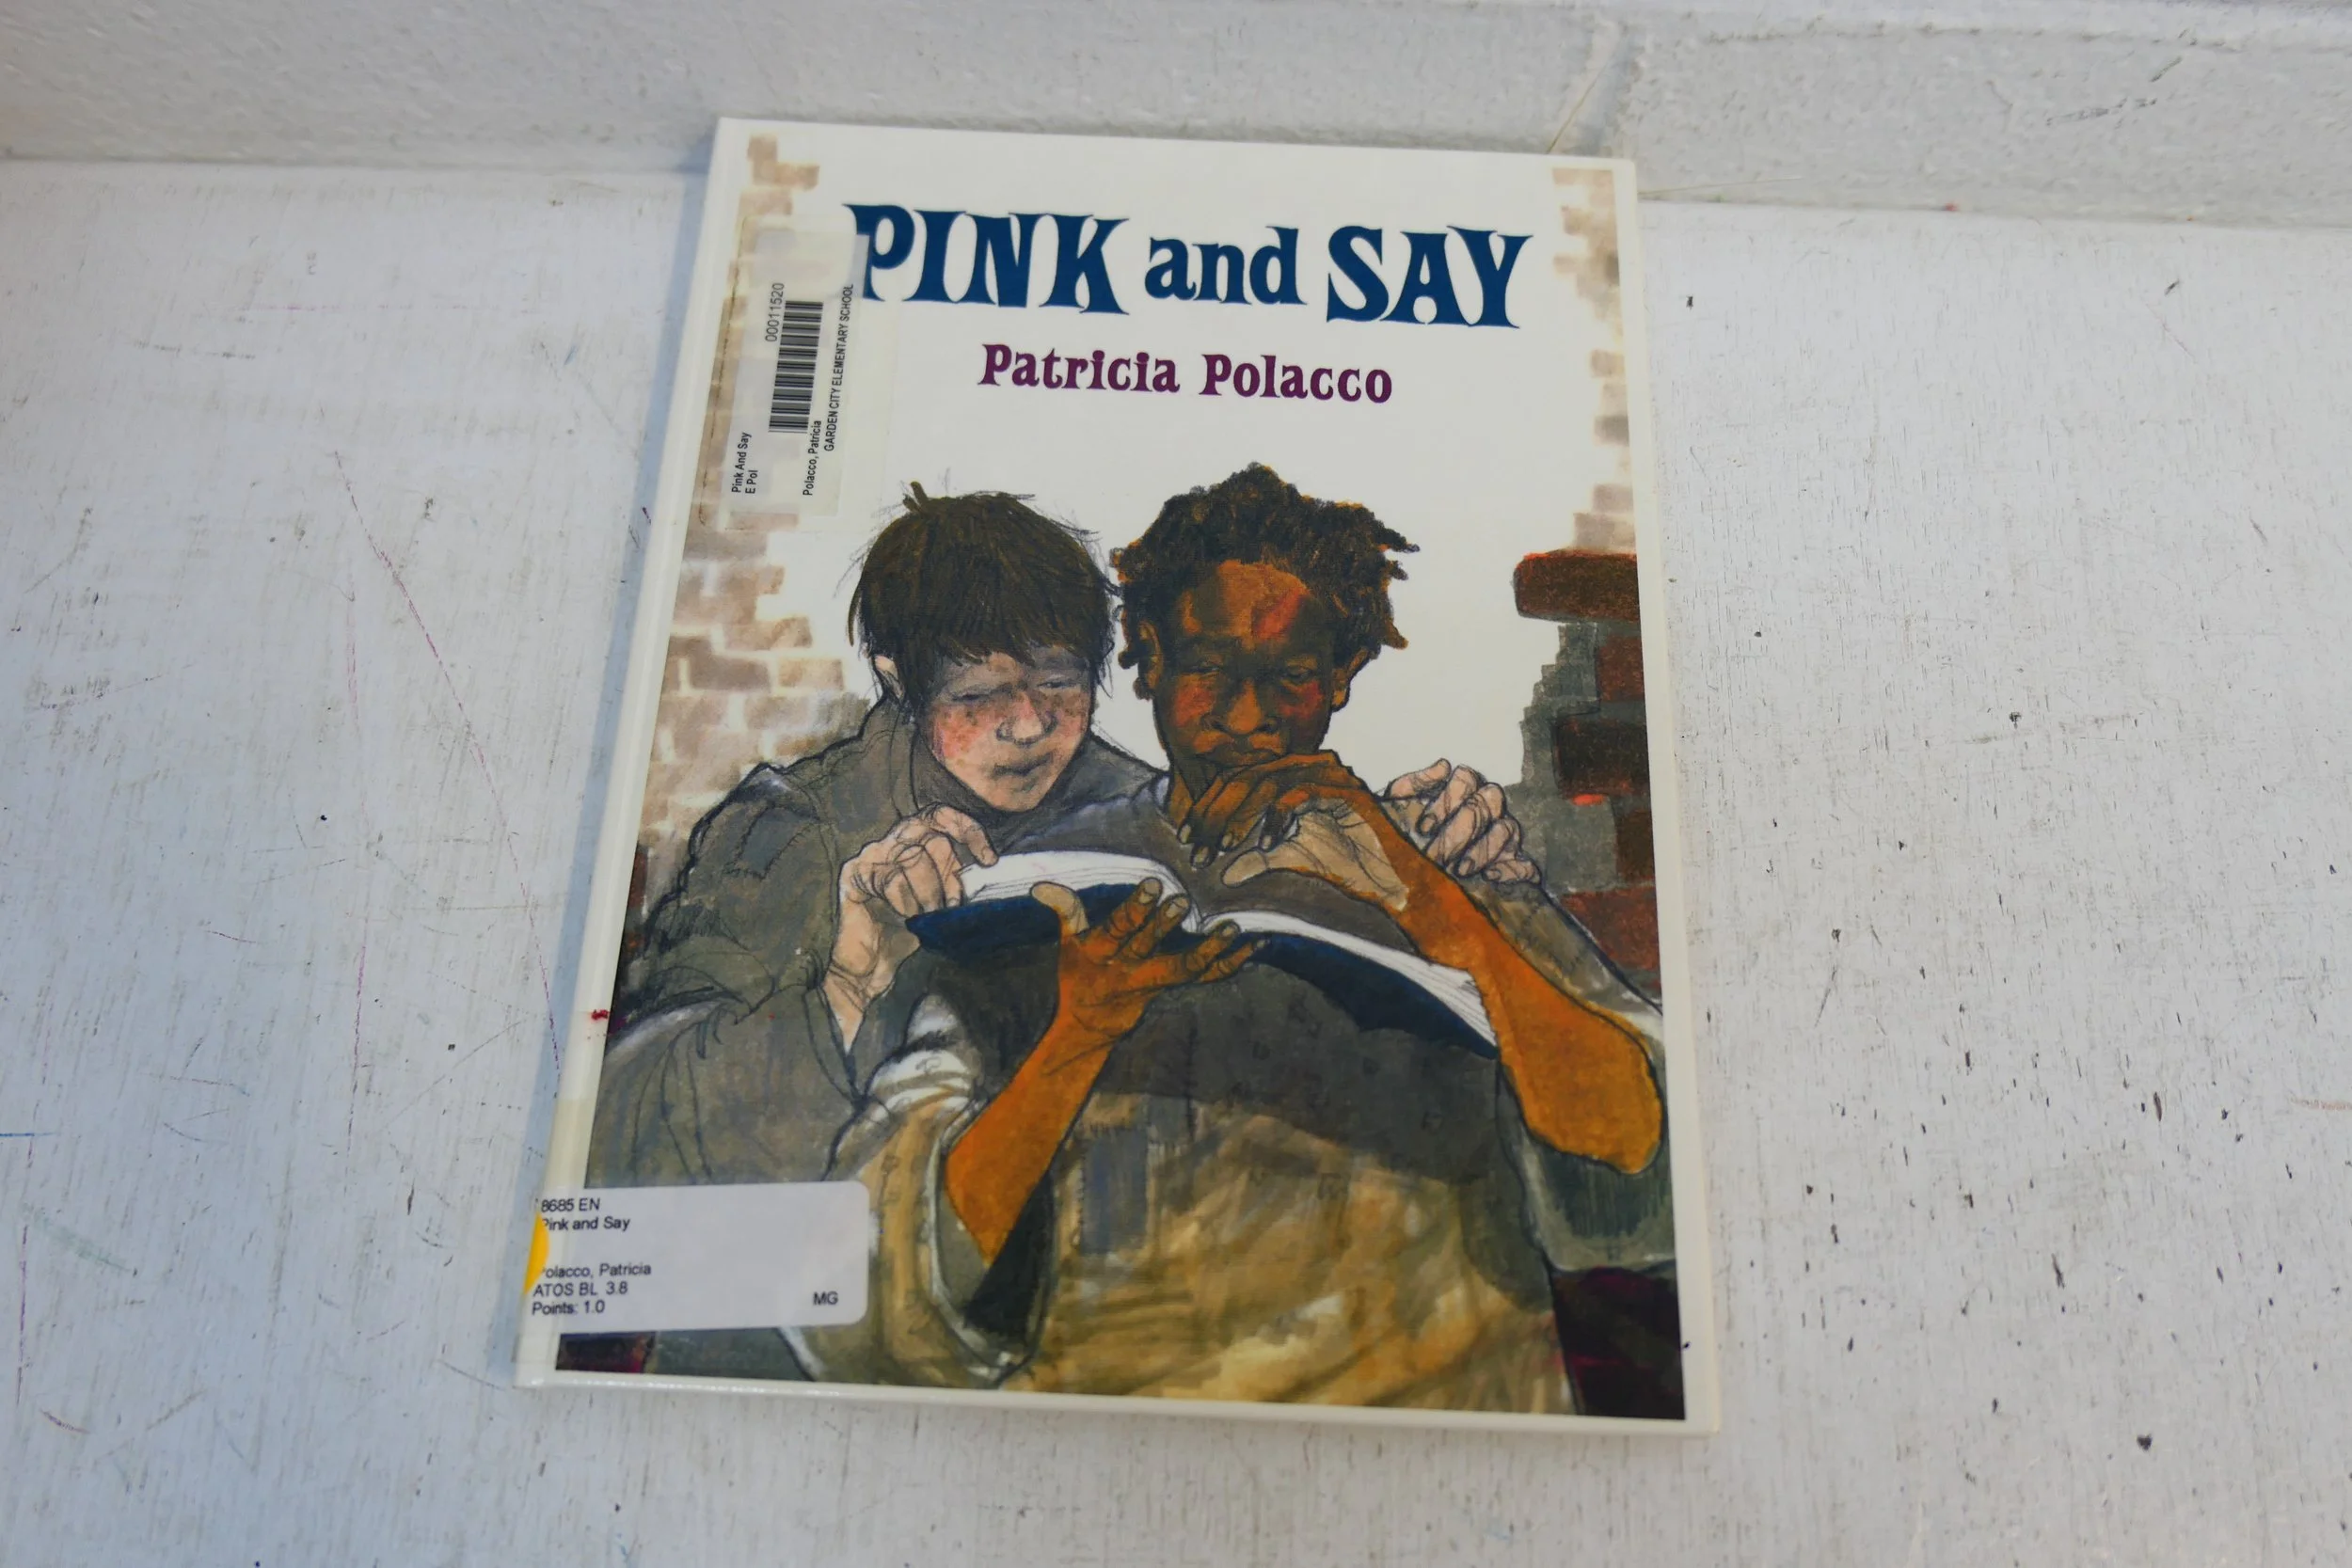 PINK and SAY
Patricia Polacco
00011520
GARDEN CITY ELEMENTARY SCHOOL
Polacco, Patricia
Pink And Say
E Pol
8685 EN
Pink and Say
olacco, Patricia
ATOS BL 3.8
Points: 1.0
MG